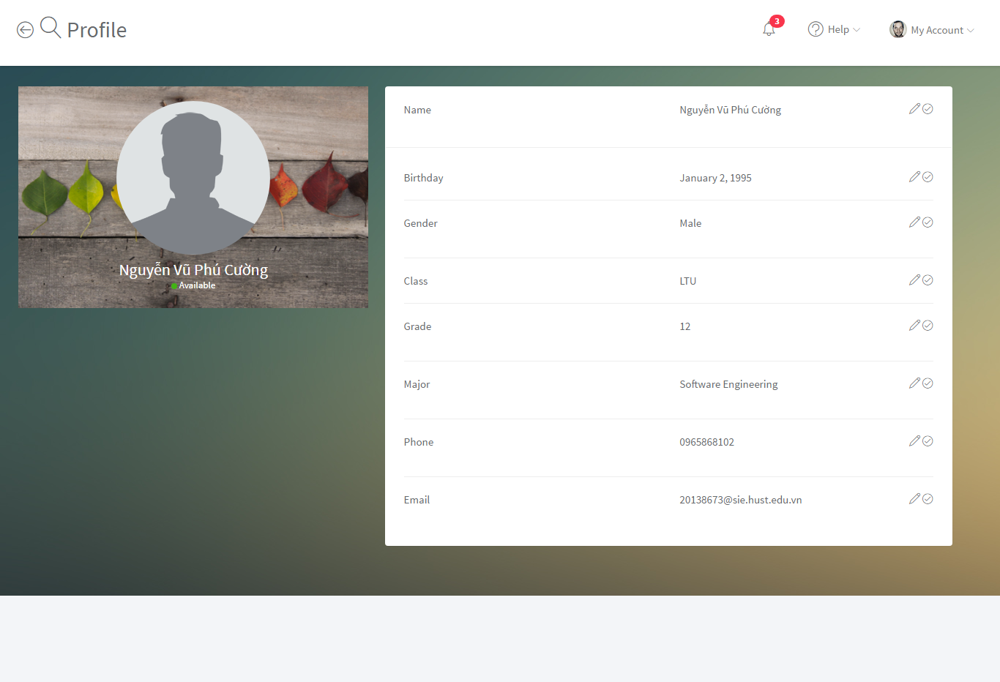 Profile
3
Help
My Account
Nguyễn Vũ Phú Cường
Available
Name Nguyễn Vũ Phú Cường
Birthday January 2, 1995
Gender Male
Class LTU
Grade 12
Major Software Engineering
Phone 0965868102
Email 20138673@sie.hust.edu.vn